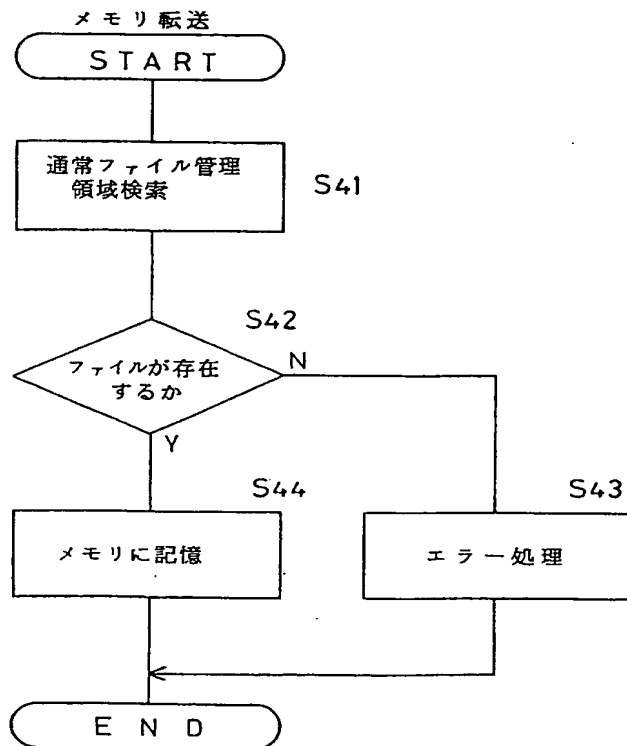 メモリ転送
START
通常ファイル管理
領域検索
S41
S42
ファイルが存在
するか
N
Y
S44
S43
メモリに記憶
エラー処理
END